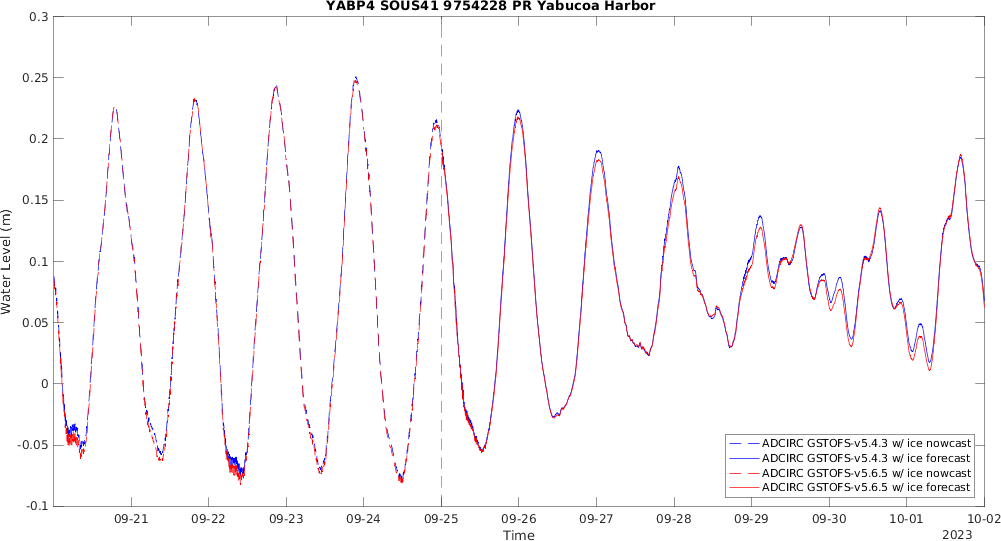 YABP4 SOUS41 9754228 PR Yabucoa Harbor
0.3
0.25
0.2
0.15
0.1
0.05
0
-0.05
-0.1
Water Level (m)
ADCIRC GSTOFS-v5.4.3 w/ ice nowcast
ADCIRC GSTOFS-v5.4.3 w/ ice forecast
ADCIRC GSTOFS-v5.6.5 w/ ice nowcast
ADCIRC GSTOFS-v5.6.5 w/ ice forecast
09-21 09-22 09-23 09-24 09-25 09-26 09-27 09-28 09-29 09-30 10-01 10-02
Time
2023